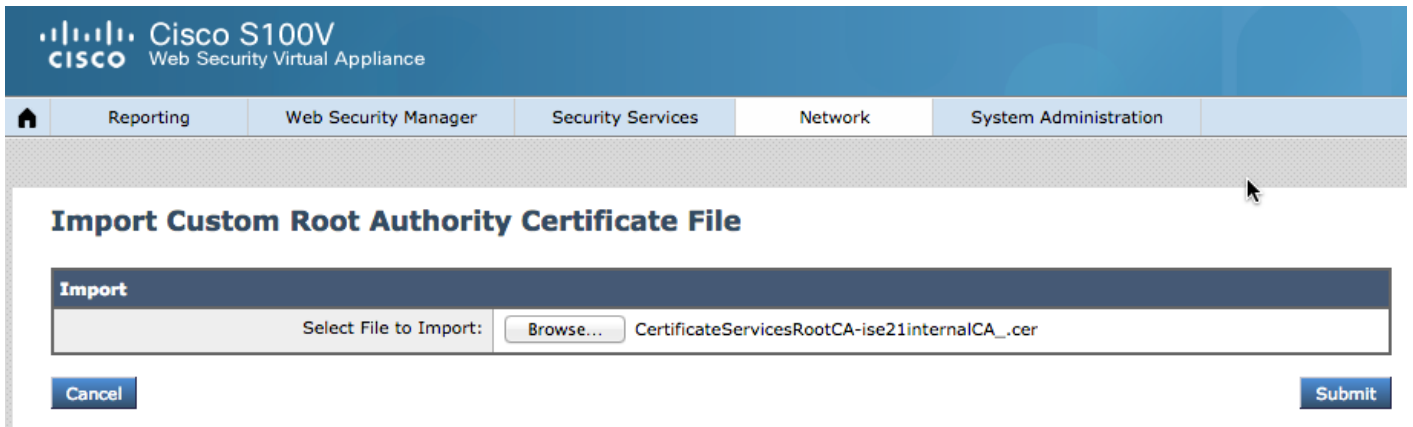 Cisco S100V
CISCO Web Security Virtual Appliance
Reporting Web Security Manager Security Services Network System Administration
Import Custom Root Authority Certificate File
Import
Select File to Import: Browse... CertificateServicesRootCA-ise21internalCA_.cer
Cancel Submit